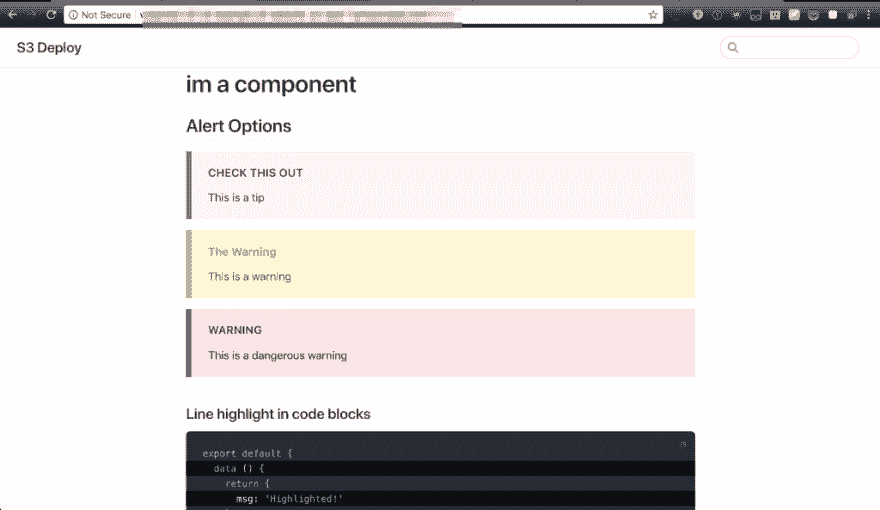 Not Secure
S3 Deploy
im a component
Alert Options
CHECK THIS OUT
This is a tip
The Warning
This is a warning
WARNING
This is a dangerous warning
Line highlight in code blocks
JS
export default {
data () {
return {
msg: 'Highlighted!'